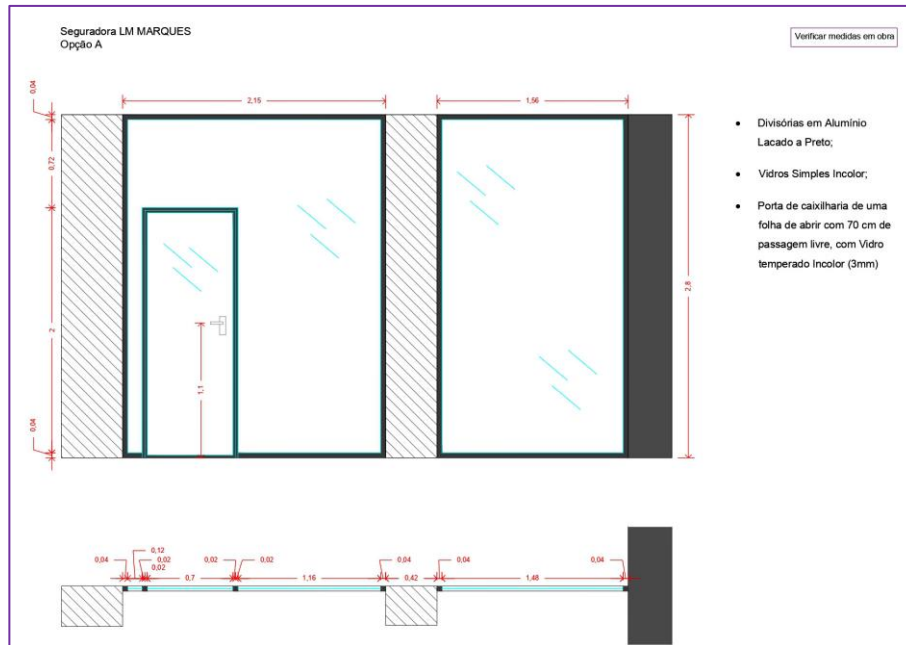 Seguradora LM MARQUES
Opção A
Verificar medidas em obra
0,04
2,15
1,56
0,72
2
0,04
1,1
2,8
• Divisórias em Alumínio
Lacado a Preto;
• Vidros Simples Incolor;
• Porta de caixilharia de uma
folha de abrir com 70 cm de
passagem livre, com Vidro
temperado Incolor (3mm)
0,12
0,04
0,02
0,02
0,02
0,02
0,04
0,04
0,04
0,7
1,16
0,42
1,48